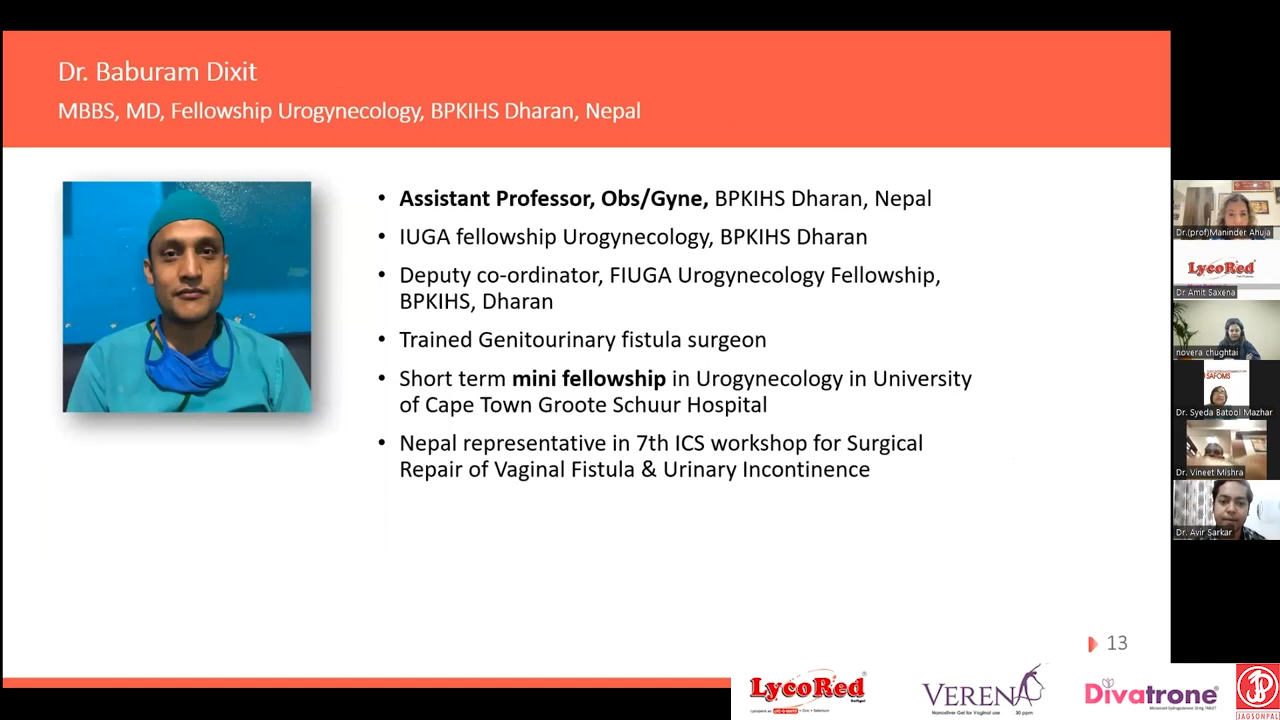 Dr. Baburam Dixit
MBBS, MD, Fellowship Urogynecology, BPKIHS Dharan, Nepal
• Assistant Professor, Obs/Gyne, BPKIHS Dharan, Nepal
• IUGA fellowship Urogynecology, BPKIHS Dharan
• Deputy co-ordinator, FIUGA Urogynecology Fellowship,
BPKIHS, Dharan
• Trained Genitourinary fistula surgeon
• Short term mini fellowship in Urogynecology in University
of Cape Town Groote Schuur Hospital
• Nepal representative in 7th ICS workshop for Surgical
Repair of Vaginal Fistula & Urinary Incontinence
13
Dr.(prof)Maninder Ahuja
LycoRed
Dr Amit Saxena
novera chughtai
SAFOMS
Dr. Syeda Batool Mazhar
Dr. Vineet Mishra
Dr. Avir Sarkar
LycoRed
VERENA
30 ppm
Divatrone
JAGSONPAL